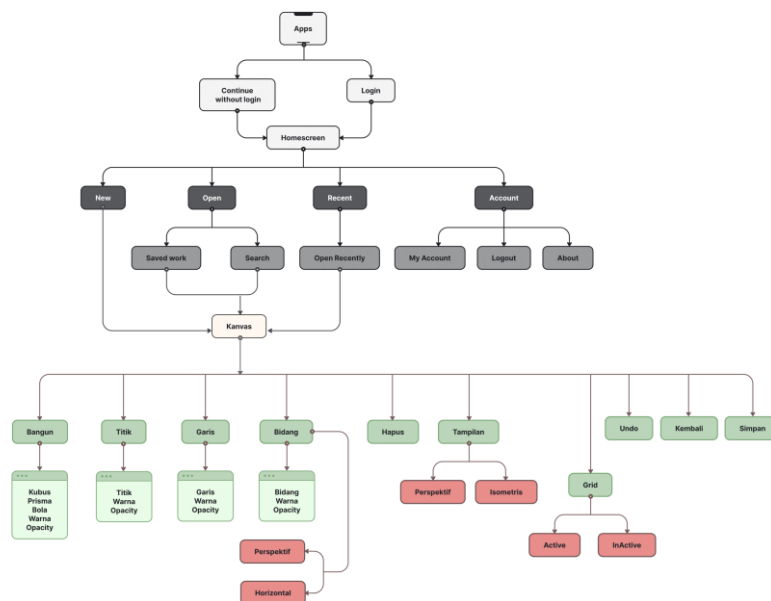 Apps
Continue
without login
Login
Homescreen
New
Open
Recent
Account
Saved work
Search
Open Recently
My Account
Logout
About
Kanvas
Bangun
Titik
Garis
Bidang
Hapus
Tampilan
Undo
Kembali
Simpan
Kubus
Prisma
Bola
Warna
Opacity
Titik
Warna
Opacity
Garis
Warna
Opacity
Bidang
Warna
Opacity
Perspektif
Isometris
Grid
Perspektif
Horizontal
Active
InActive